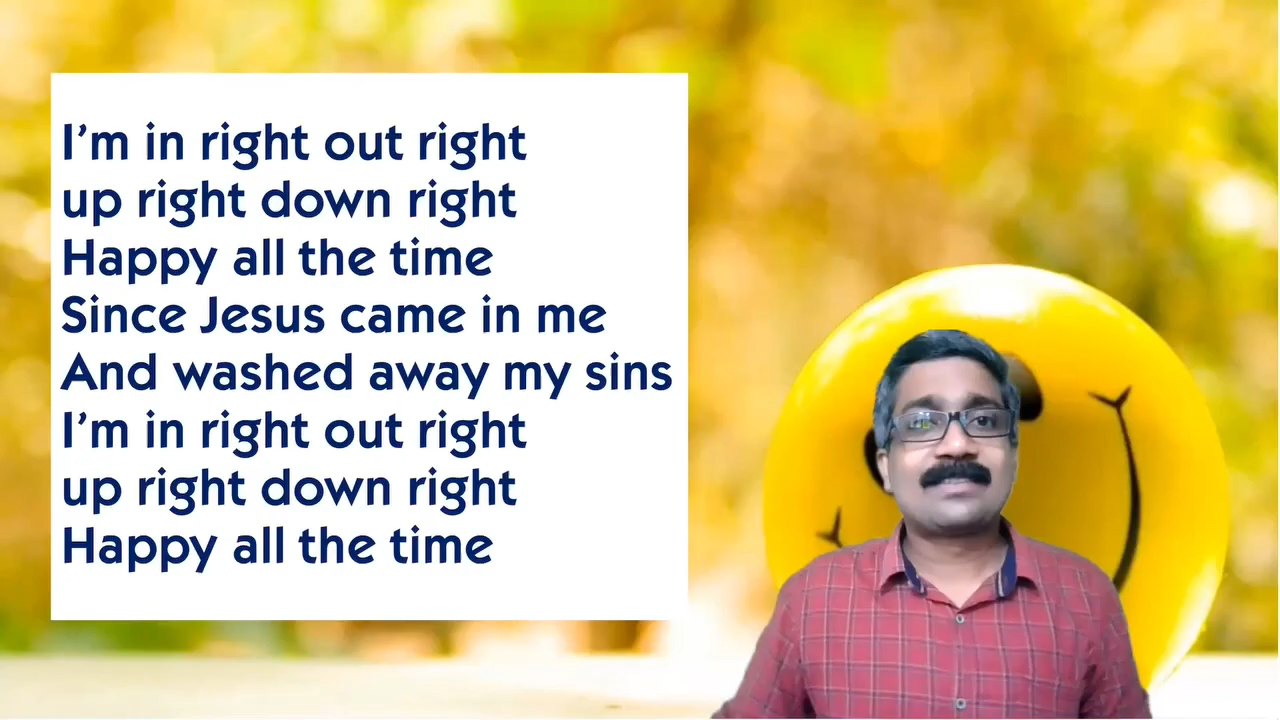 I'm in right out right
up right down right
Happy all the time
Since Jesus came in me
And washed away my sins
I'm in right out right
up right down right
Happy all the time